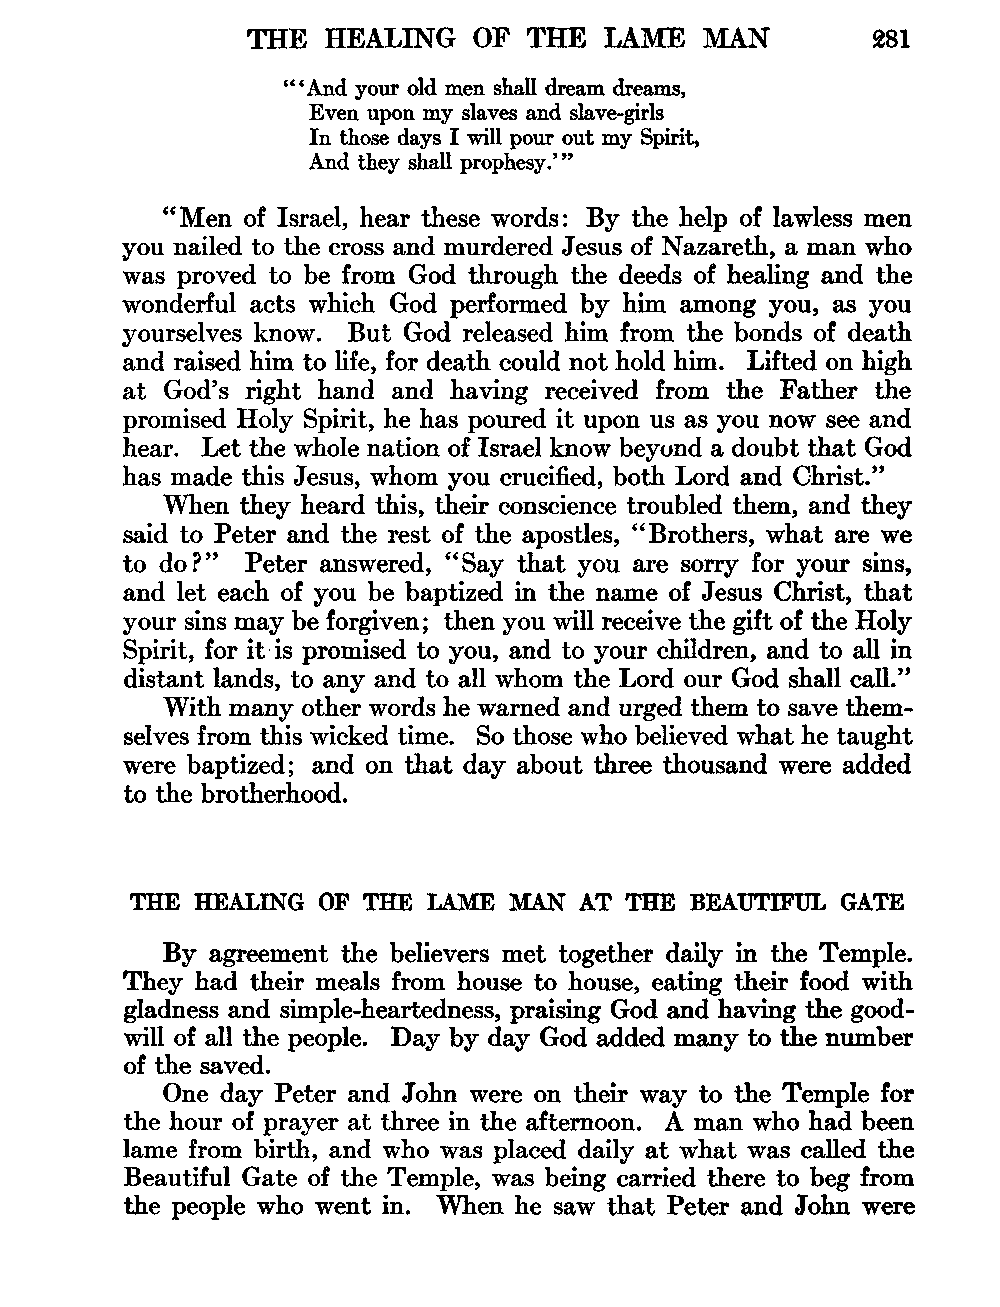 THE HEALING OF THE LAME MAN 281
"'And your old men shall dream dreams,
Even upon my slaves and slave-girls
In those days I will pour out my Spirit,
And they shall prophesy.'"
"Men of Israel, hear these words: By the help of lawless men
you nailed to the cross and murdered Jesus of Nazareth, a man who
was proved to be from God through the deeds of healing and the
wonderful acts which God performed by him among you, as you
yourselves know. But God released him from the bonds of death
and raised him to life, for death could not hold him. Lifted on high
at God's right hand and having received from the Father the
promised Holy Spirit, he has poured it upon us as you now see and
hear. Let the whole nation of Israel know beyond a doubt that God
has made this Jesus, whom you crucified, both Lord and Christ."
When they heard this, their conscience troubled them, and they
said to Peter and the rest of the apostles, "Brothers, what are we
to do?" Peter answered, "Say that you are sorry for your sins,
and let each of you be baptized in the name of Jesus Christ, that
your sins may be forgiven; then you will receive the gift of the Holy
Spirit, for it is promised to you, and to your children, and to all in
distant lands, to any and to all whom the Lord our God shall call."
With many other words he warned and urged them to save them-
selves from this wicked time. So those who believed what he taught
were baptized; and on that day about three thousand were added
to the brotherhood.
THE HEALING OF THE LAME MAN AT THE BEAUTIFUL GATE
By agreement the believers met together daily in the Temple.
They had their meals from house to house, eating their food with
gladness and simple-heartedness, praising God and having the good-
will of all the people. Day by day God added many to the number
of the saved.
One day Peter and John were on their way to the Temple for
the hour of prayer at three in the afternoon. A man who had been
lame from birth, and who was placed daily at what was called the
Beautiful Gate of the Temple, was being carried there to beg from
the people who went in. When he saw that Peter and John were